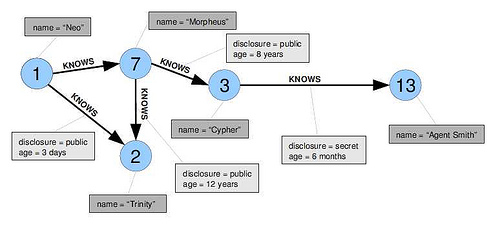 name = "Neo"
name = "Morpheus"
disclosure = public
age = 8 years
1
KNOWS
7
KNOWS
3
KNOWS
13
KNOWS
KNOWS
disclosure = public
age = 3 days
2
name = "Cypher"
disclosure = secret
age = 6 months
name = "Agent Smith"
disclosure = public
age = 12 years
name = "Trinity"